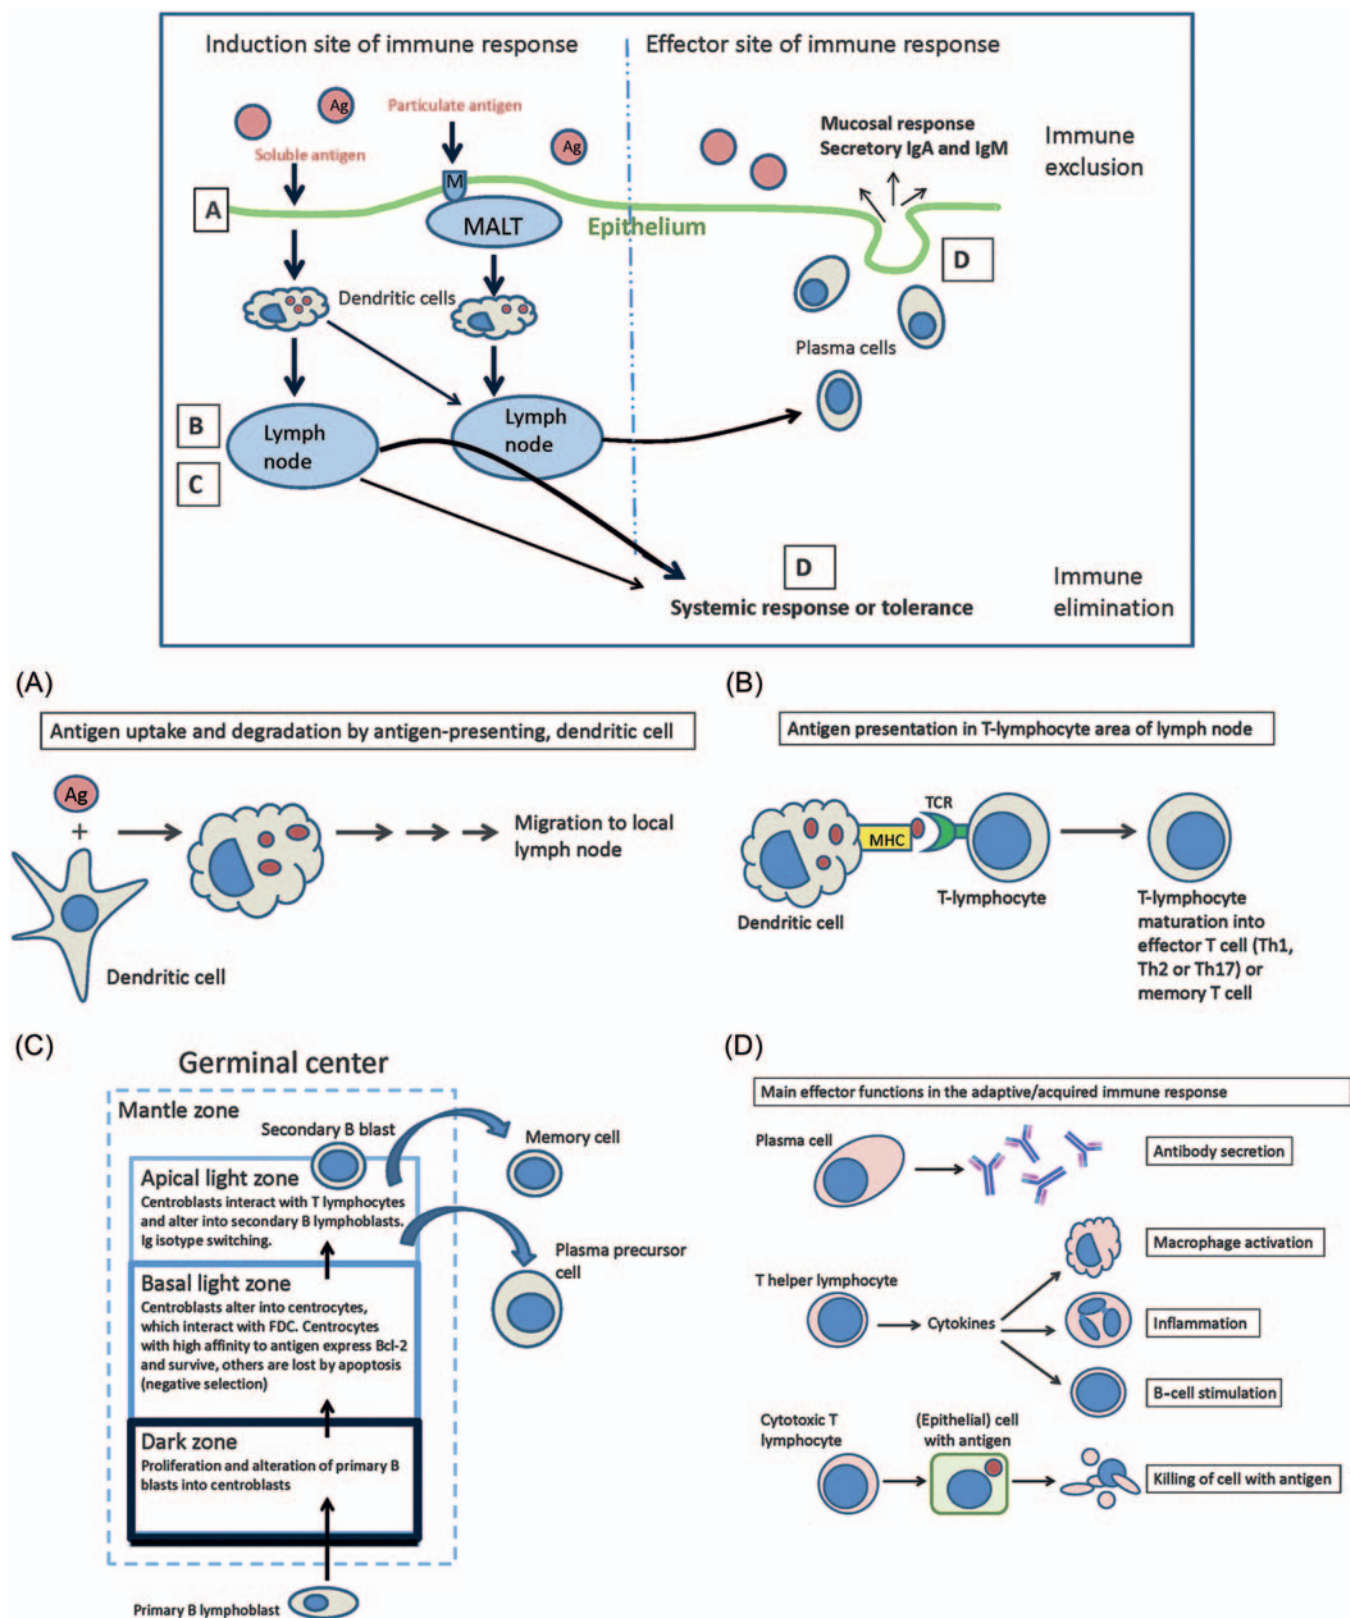 Induction site of immune response
Effector site of immune response
Ag
Particulate antigen
Soluble antigen
Ag
Mucosal response
Secretory IgA and IgM
Immune
exclusion
M
A
MALT
Epithelium
D
Dendritic cells
Plasma cells
B
Lymph
node
Lymph
node
C
D
Systemic response or tolerance
Immune
elimination
(A)
Antigen uptake and degradation by antigen-presenting, dendritic cell
Ag
+
Migration to local
lymph node
Dendritic cell
(B)
Antigen presentation in T-lymphocyte area of lymph node
TCR
MHC
Dendritic cell
T-lymphocyte
T-lymphocyte
maturation into
effector T cell (Th1,
Th2 or Th17) or
memory T cell
(C)
Germinal center
Mantle zone
Secondary B blast
Memory cell
Apical light zone
Centroblasts interact with T lymphocytes
and alter into secondary B lymphoblasts.
Ig isotype switching.
Plasma precursor
cell
Basal light zone
Centroblasts alter into centrocytes,
which interact with FDC. Centrocytes
with high affinity to antigen express Bcl-2
and survive, others are lost by apoptosis
(negative selection)
Dark zone
Proliferation and alteration of primary B
blasts into centroblasts
Primary B lymphoblast
(D)
Main effector functions in the adaptive/acquired immune response
Plasma cell
Antibody secretion
Macrophage activation
T helper lymphocyte
Cytokines
Inflammation
B-cell stimulation
Cytotoxic T
lymphocyte
(Epithelial) cell
with antigen
Killing of cell with antigen